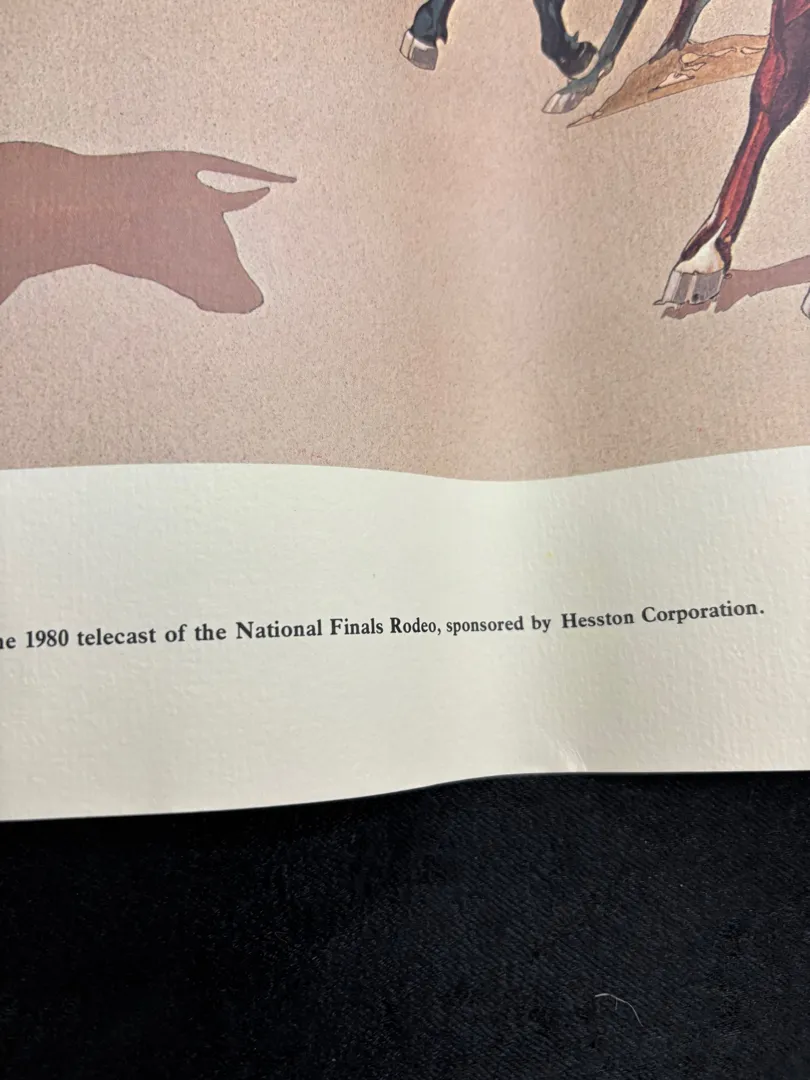 1980 telecast of the National Finals Rodeo, sponsored by Hesston Corporation.